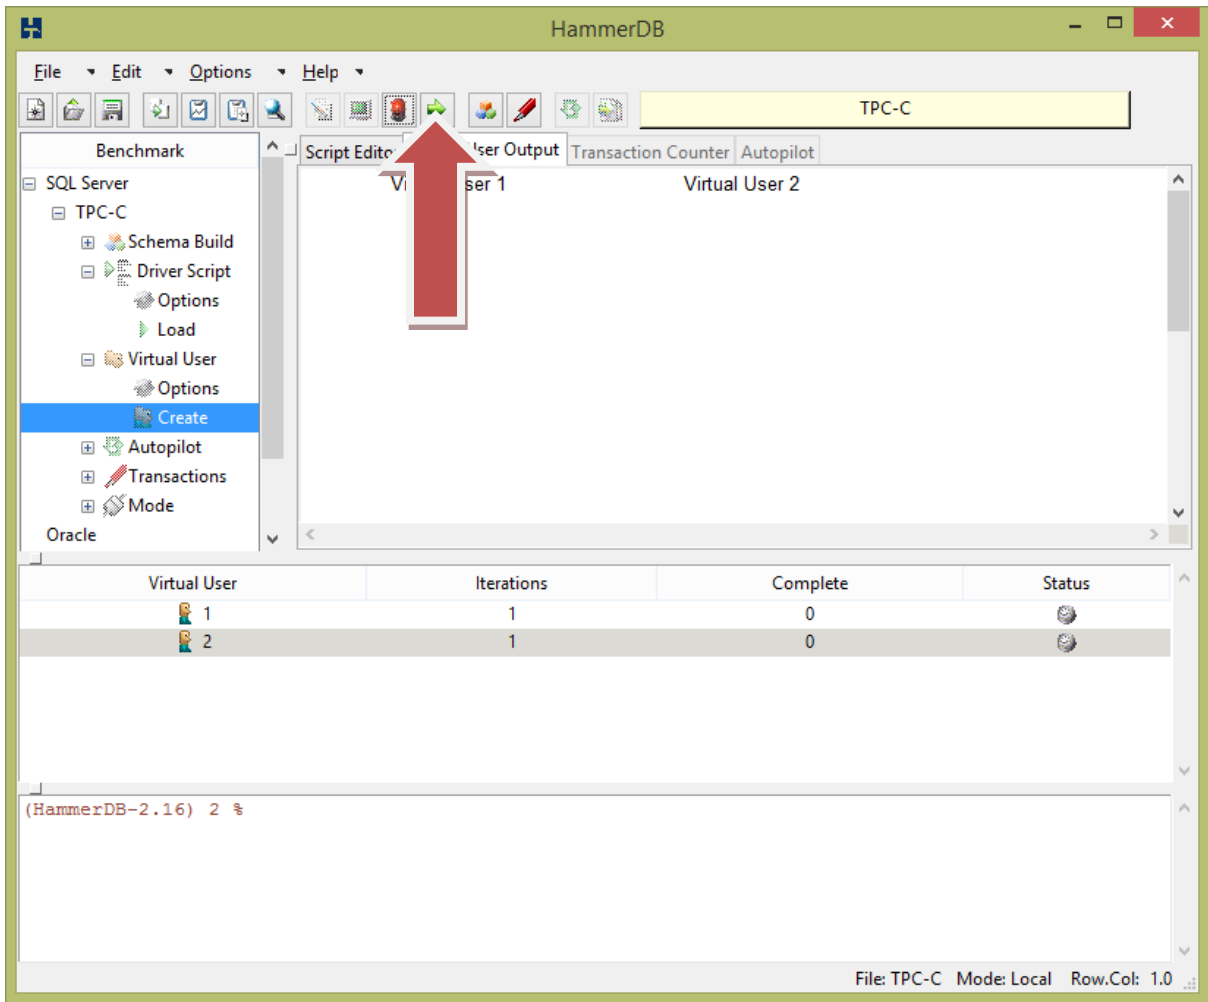 HammerDB
File Edit Options Help
TPC-C
Benchmark
Script Edito ser Output Transaction Counter Autopilot
SQL Server
Vi ser 1 Virtual User 2
TPC-C
Schema Build
Driver Script
Options
Load
Virtual User
Options
Create
Autopilot
Transactions
Mode
Oracle
Virtual User Iterations Complete Status
1 1 0
2 1 0
(HammerDB-2.16) 2 %
File: TPC-C Mode: Local Row.Col: 1.0